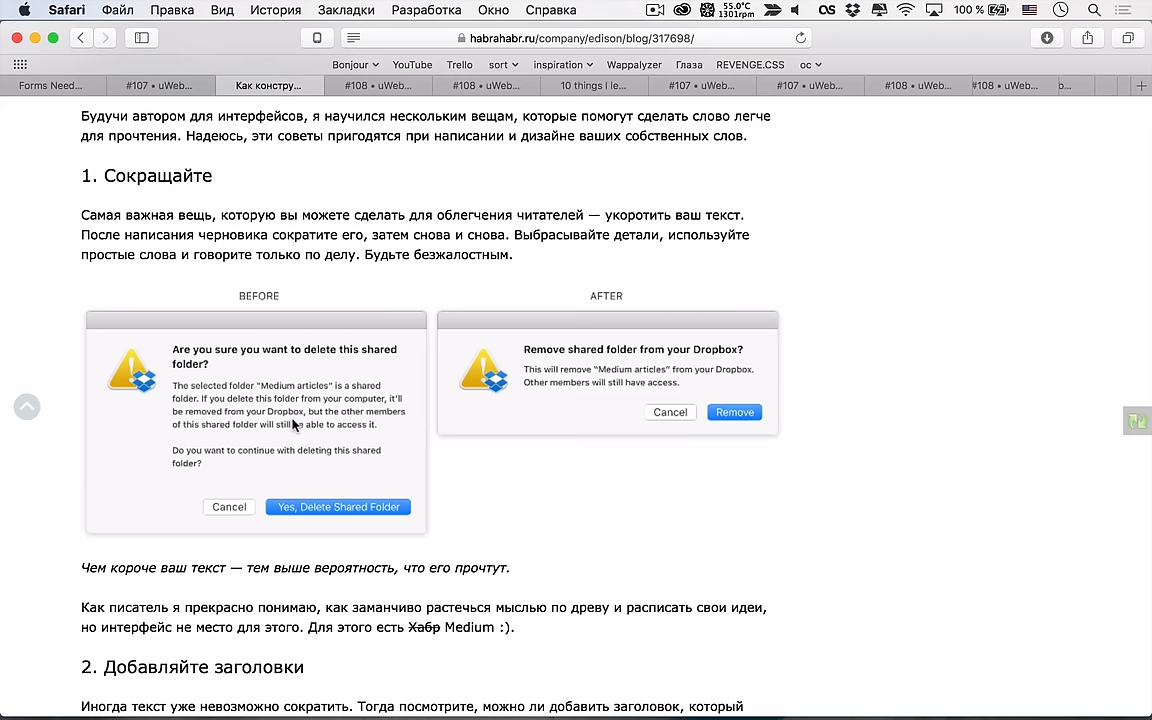 Safari Файл Правка Вид История Закладки Разработка Окно Справка
55.0°C
1301rpm
100 %
habrahabr.ru/company/edison/blog/317698/
Bonjour YouTube Trello sort inspiration Wappalyzer Глаза REVENGE.CSS ос
Forms Need... #107 · uWeb... Как констру... #108 · uWeb... #108 · uWeb... 10 things I le... #107 · uWeb... #107 · uWeb... #108 · uWeb... #108 · uWeb...
Будучи автором для интерфейсов, я научился нескольким вещам, которые помогут сделать слово легче
для прочтения. Надеюсь, эти советы пригодятся при написании и дизайне ваших собственных слов.
1. Сокращайте
Самая важная вещь, которую вы можете сделать для облегчения читателей — укоротить ваш текст.
После написания черновика сократите его, затем снова и снова. Выбрасывайте детали, используйте
простые слова и говорите только по делу. Будьте безжалостным.
BEFORE
Are you sure you want to delete this shared
folder?
The selected folder "Medium articles" is a shared
folder. If you delete this folder from your computer, it'll
be removed from your Dropbox, but the other members
of this shared folder will still be able to access it.
Do you want to continue with deleting this shared
folder?
Cancel Yes, Delete Shared Folder
AFTER
Remove shared folder from your Dropbox?
This will remove “Medium articles” from your Dropbox.
Other members will still have access.
Cancel Remove
Чем короче ваш текст — тем выше вероятность, что его прочтут.
Как писатель я прекрасно понимаю, как заманчиво растечься мыслью по древу и расписать свои идеи,
но интерфейс не место для этого. Для этого есть Хабр Medium :).
2. Добавляйте заголовки
Иногда текст уже невозможно сократить. Тогда посмотрите, можно ли добавить заголовок, который